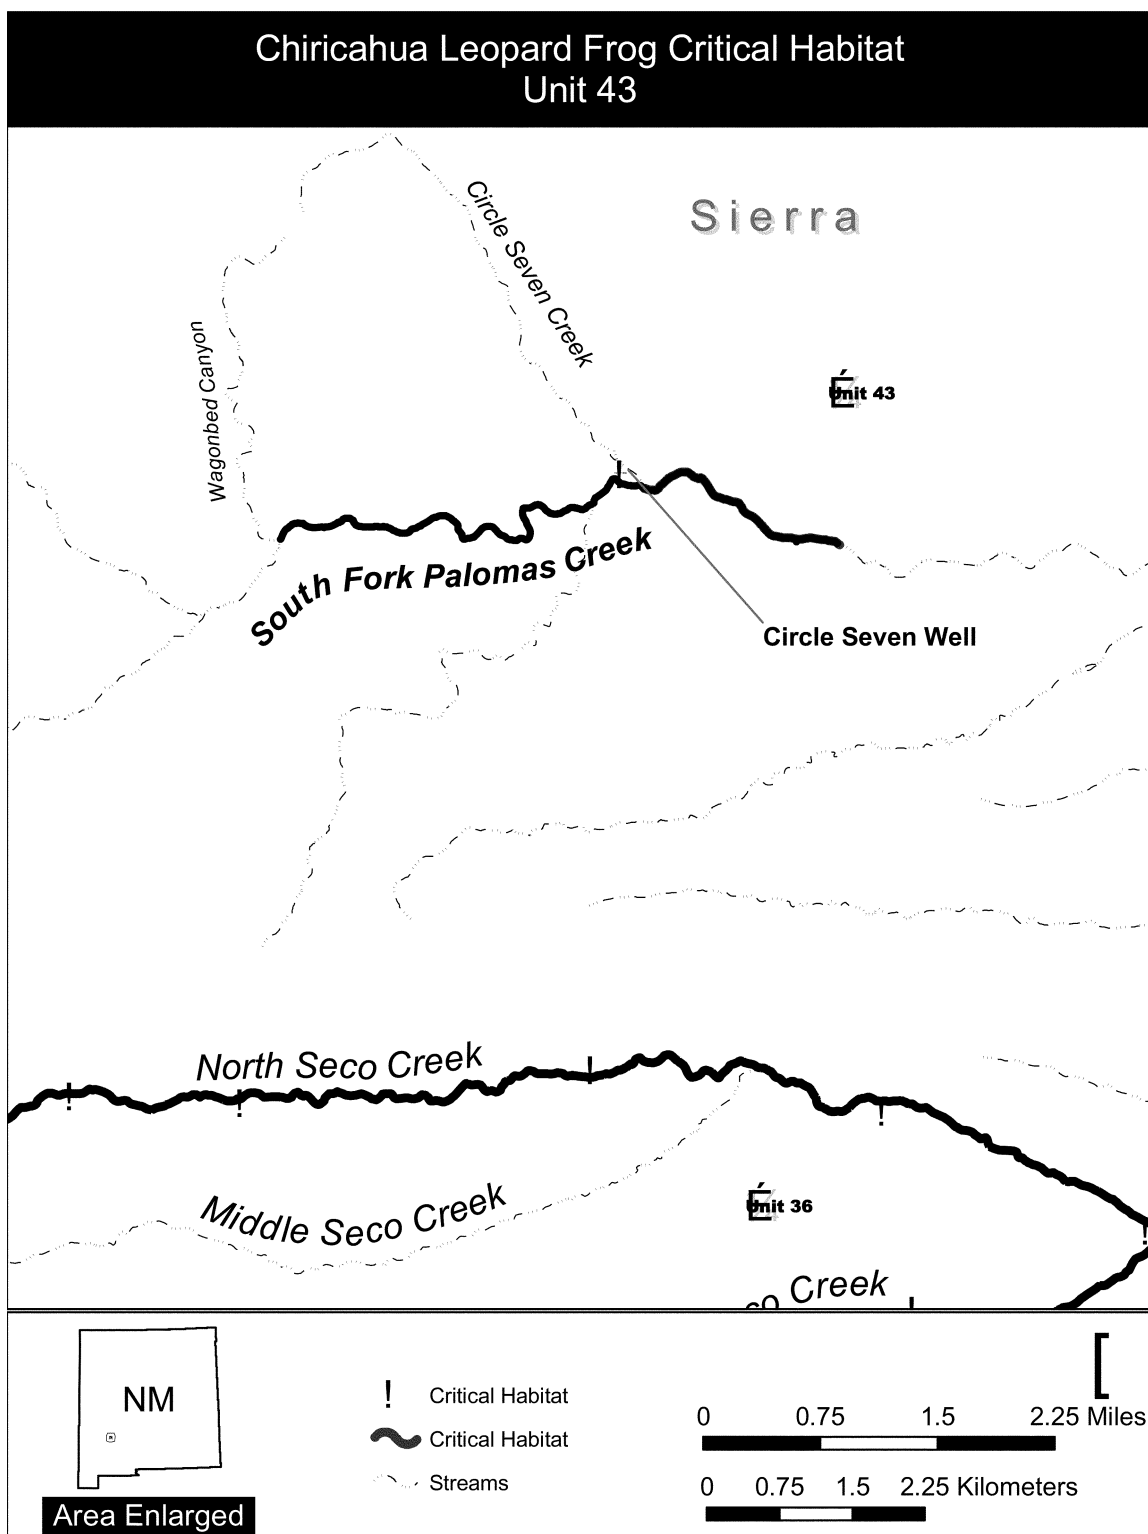 Chiricahua Leopard Frog Critical Habitat
Unit 43
Sierra
Circle Seven Creek
Wagonbed Canyon
Unit 43
South Fork Palomas Creek
Circle Seven Well
North Seco Creek
Middle Seco Creek
Unit 36
co Creek
NM
Area Enlarged
! Critical Habitat
Critical Habitat
Streams
0 0.75 1.5 2.25 Miles
0 0.75 1.5 2.25 Kilometers